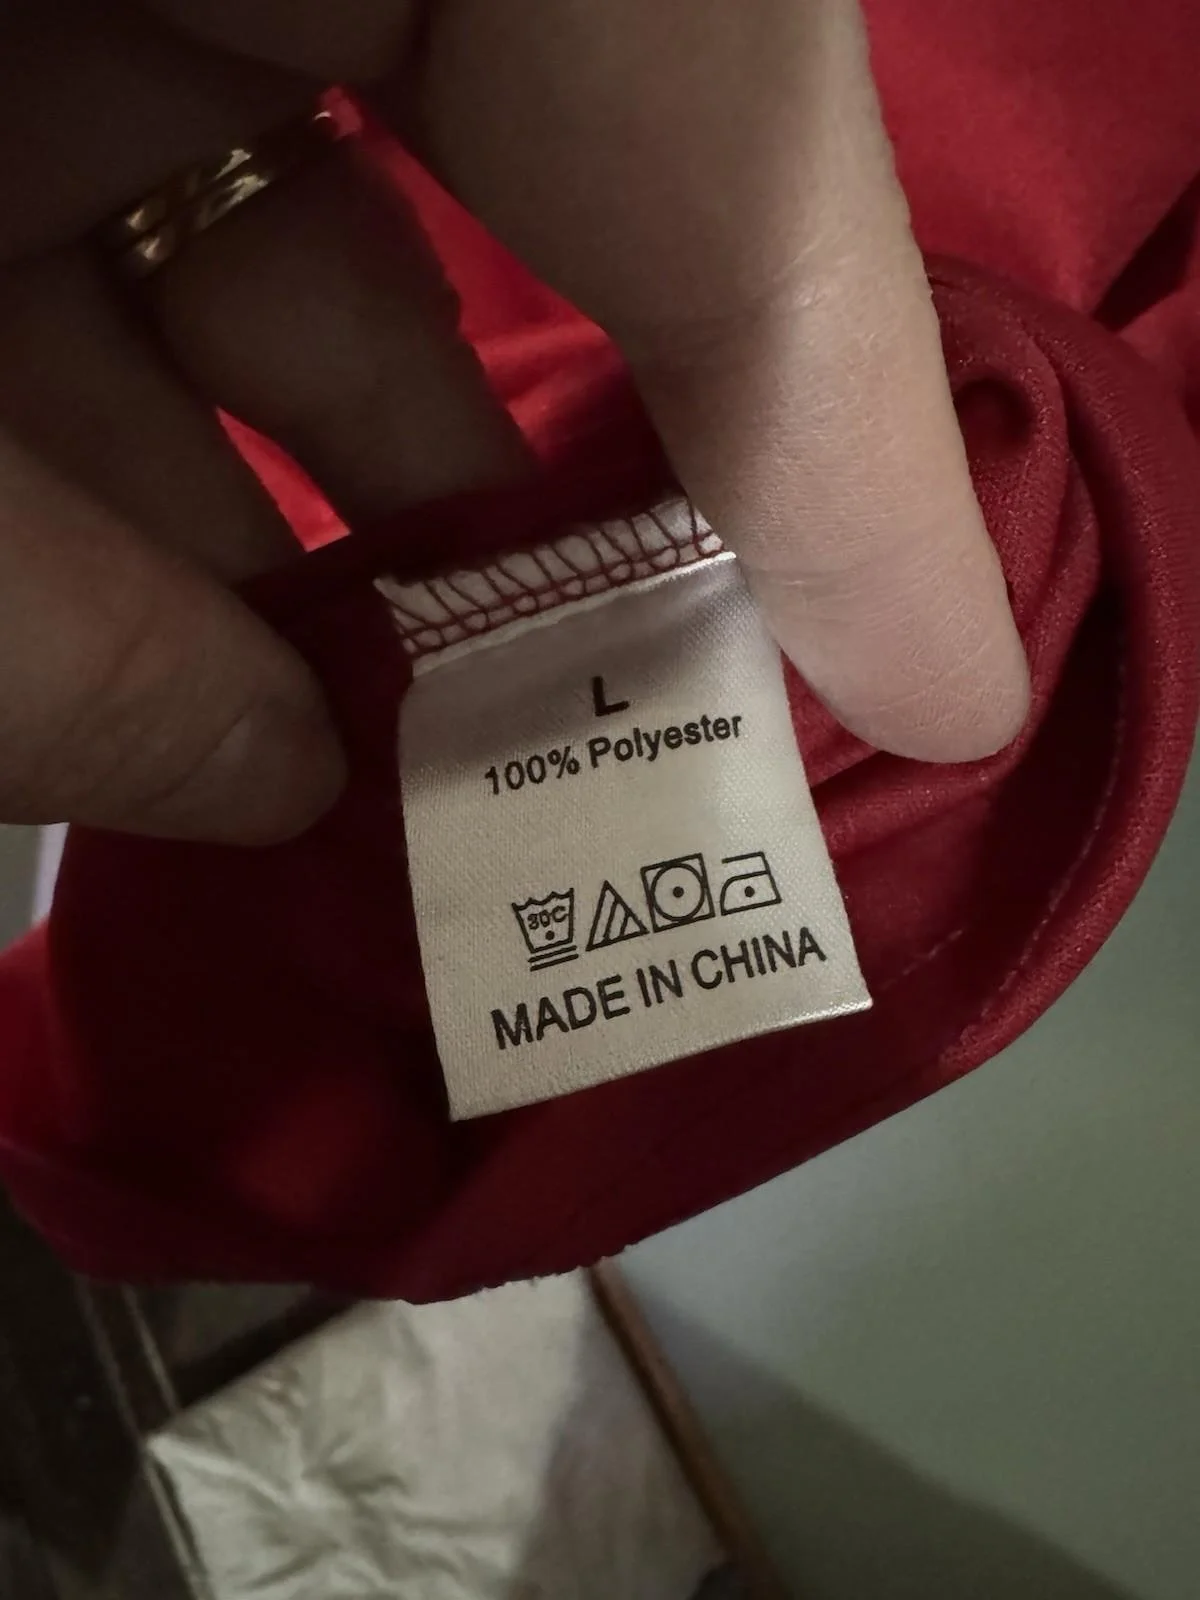 L
100% Polyester
30C
MADE IN CHINA